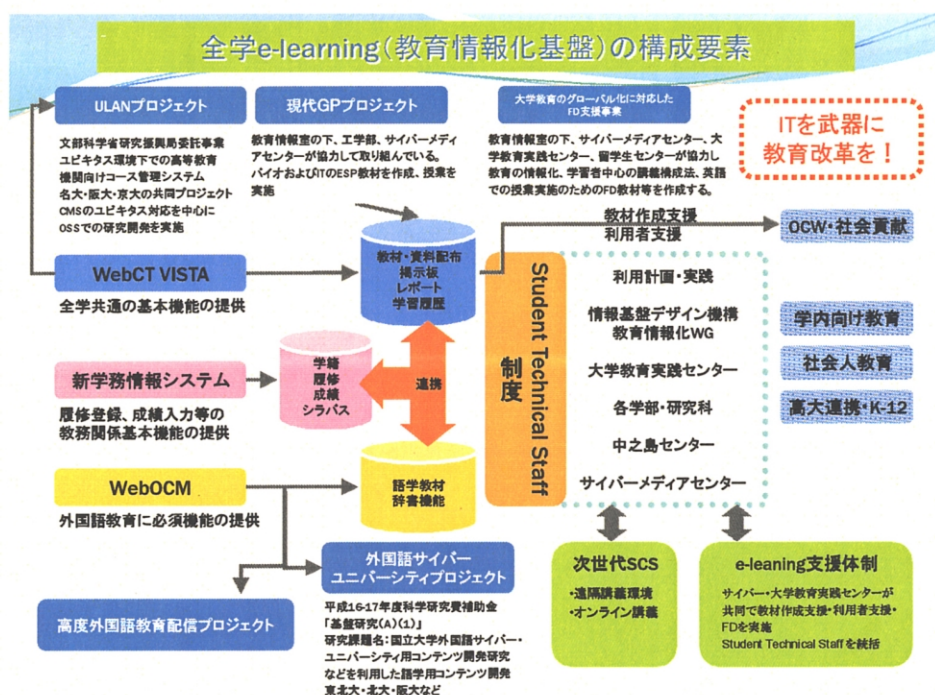 全学e-learning(教育情報化基盤)の構成要素
ULANプロジェクト
文部科学省研究振興局委託事業
ユビキタス環境下での高等教育
機関向けコース管理システム
名大・阪大・京大の共同プロジェクト
CMSのユビキタス対応を中心に
OSSでの研究開発を実施
現代GPプロジェクト
教育情報室の下、工学部、サイバーメディ
アセンターが協力して取り組んでいる。
バイオおよびITのESP教材を作成、授業を
実施
大学教育のグローバル化に対応した
FD支援事業
教育情報室の下、サイバーメディアセンター、大
学教育実践センター、留学生センターが協力し
教育の情報化、学習者中心の講義構成法、英語
での授業実施のためのFD教材等を作成する。
ITを武器に
教育改革を!
WebCT VISTA
全学共通の基本機能の提供
教材・資料配布
掲示板
レポート
学習履歴
教材作成支援
利用者支援
OCW・社会貢献
新学務情報システム
履修登録、成績入力等の
教務関係基本機能の提供
学籍
履修
成績
シラバス
連携
Student Technical Staff
制度
利用計画・実践
情報基盤デザイン機構
教育情報化WG
大学教育実践センター
各学部・研究科
中之島センター
サイバーメディアセンター
学内向け教育
社会人教育
高大連携・K-12
WebOCM
外国語教育に必須機能の提供
語学教材
辞書機能
高度外国語教育配信プロジェクト
外国語サイバー
ユニバーシティプロジェクト
平成16-17年度科学研究費補助金
「基盤研究(A)(1)」
研究課題名:国立大学外国語サイバー・
ユニバーシティ用コンテンツ開発研究
などを利用した語学用コンテンツ開発
東北大・北大・阪大など
次世代SCS
・遠隔講義環境
・オンライン講義
e-leaning支援体制
サイバー・大学教育実践センターが
共同で教材作成支援・利用者支援・
FDを実施
Student Technical Staffを統括